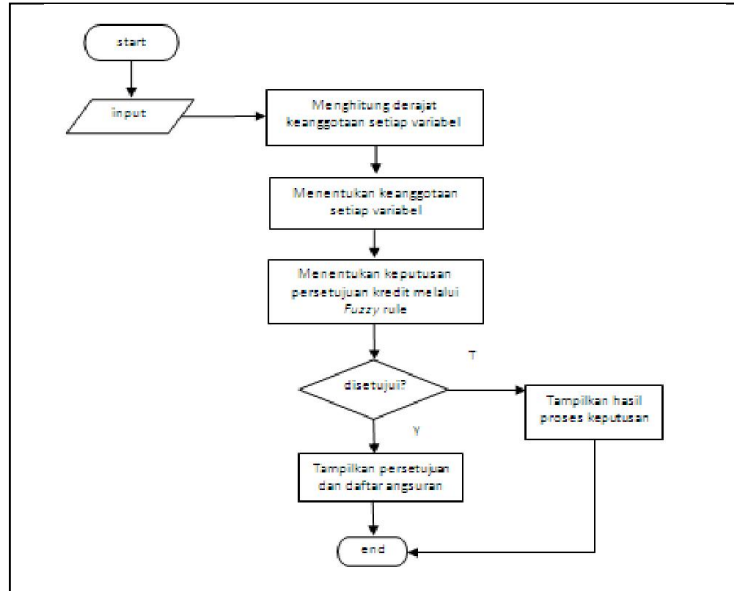 start
input
Menghitung derajat
keanggotaan setiap variabel
Menentukan keanggotaan
setiap variabel
Menentukan keputusan
persetujuan kredit melalui
Fuzzy rule
T
disetujui?
Tampilkan hasil
proses keputusan
Y
Tampilkan persetujuan
dan daftar angsuran
end